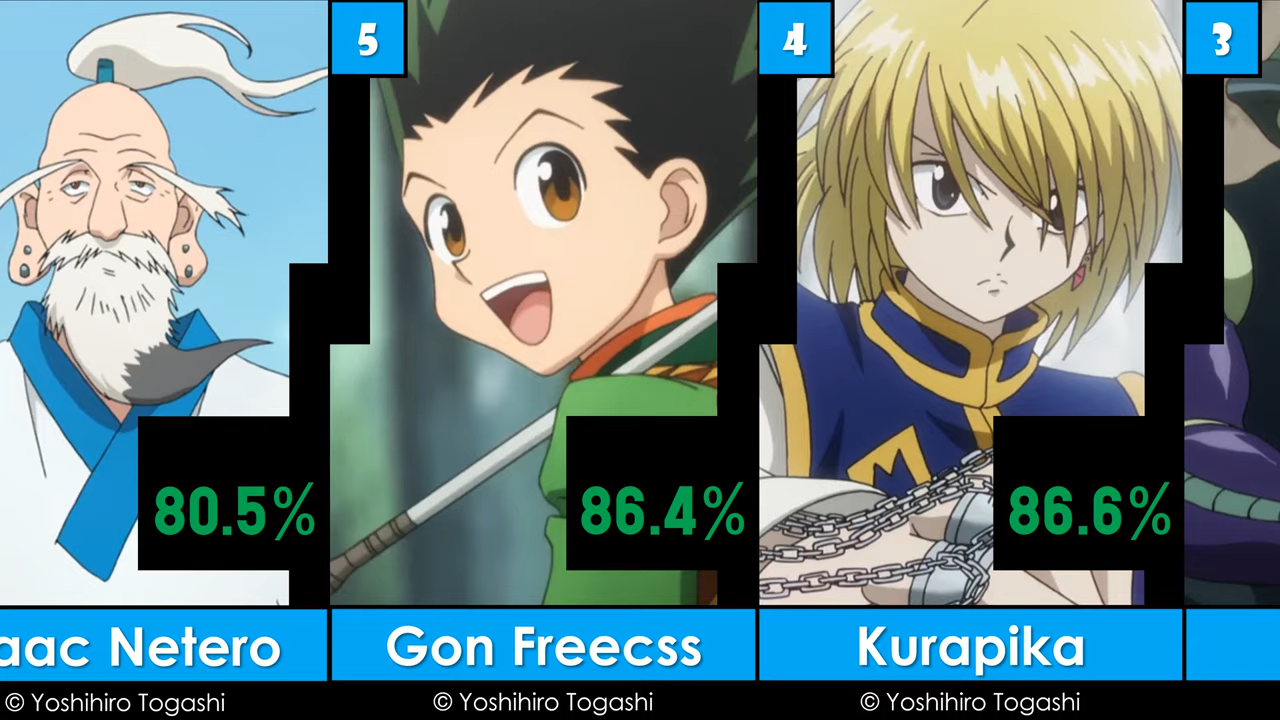 5
4
3
80.5%
86.4%
86.6%
aac Netero
Gon Freecss
Kurapika
© Yoshihiro Togashi
© Yoshihiro Togashi
© Yoshihiro Togashi